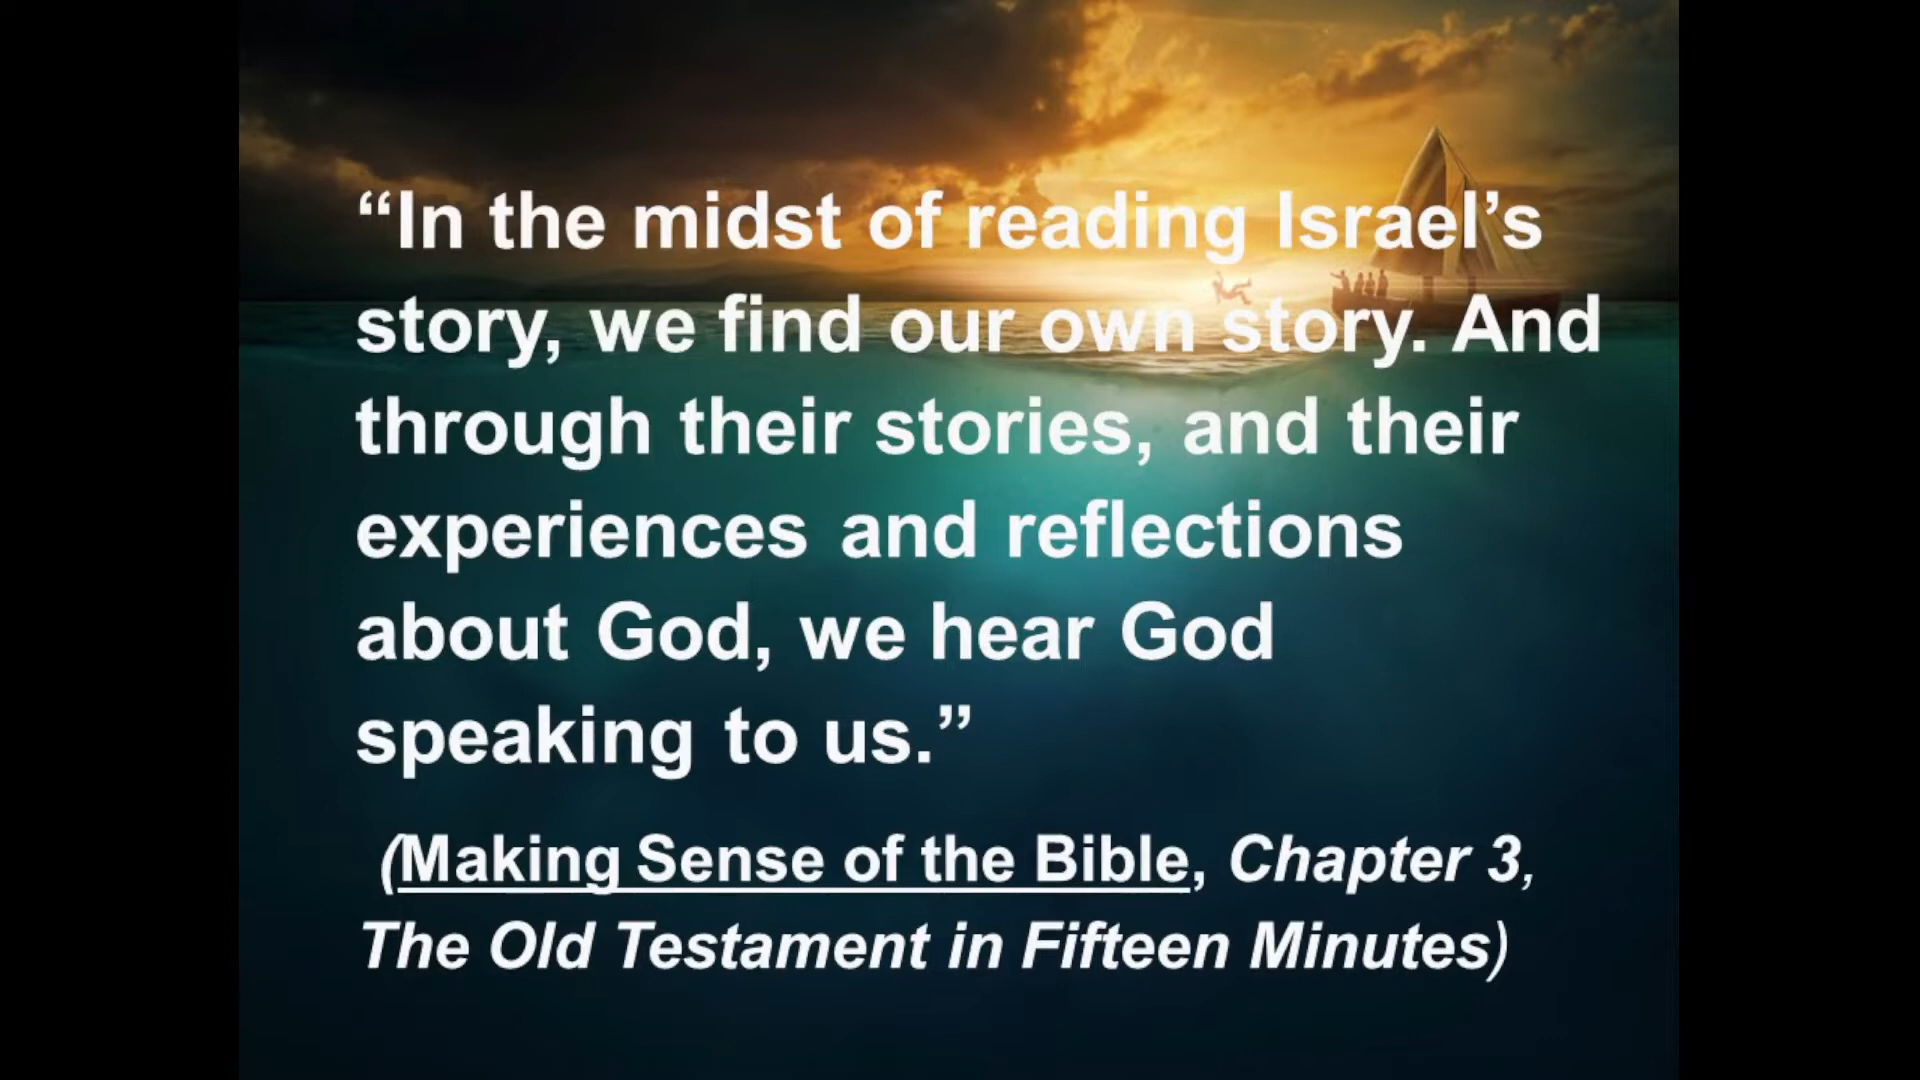 “In the midst of reading Israel’s
story, we find our own story. And
through their stories, and their
experiences and reflections
about God, we hear God
speaking to us.”
(Making Sense of the Bible, Chapter 3,
The Old Testament in Fifteen Minutes)